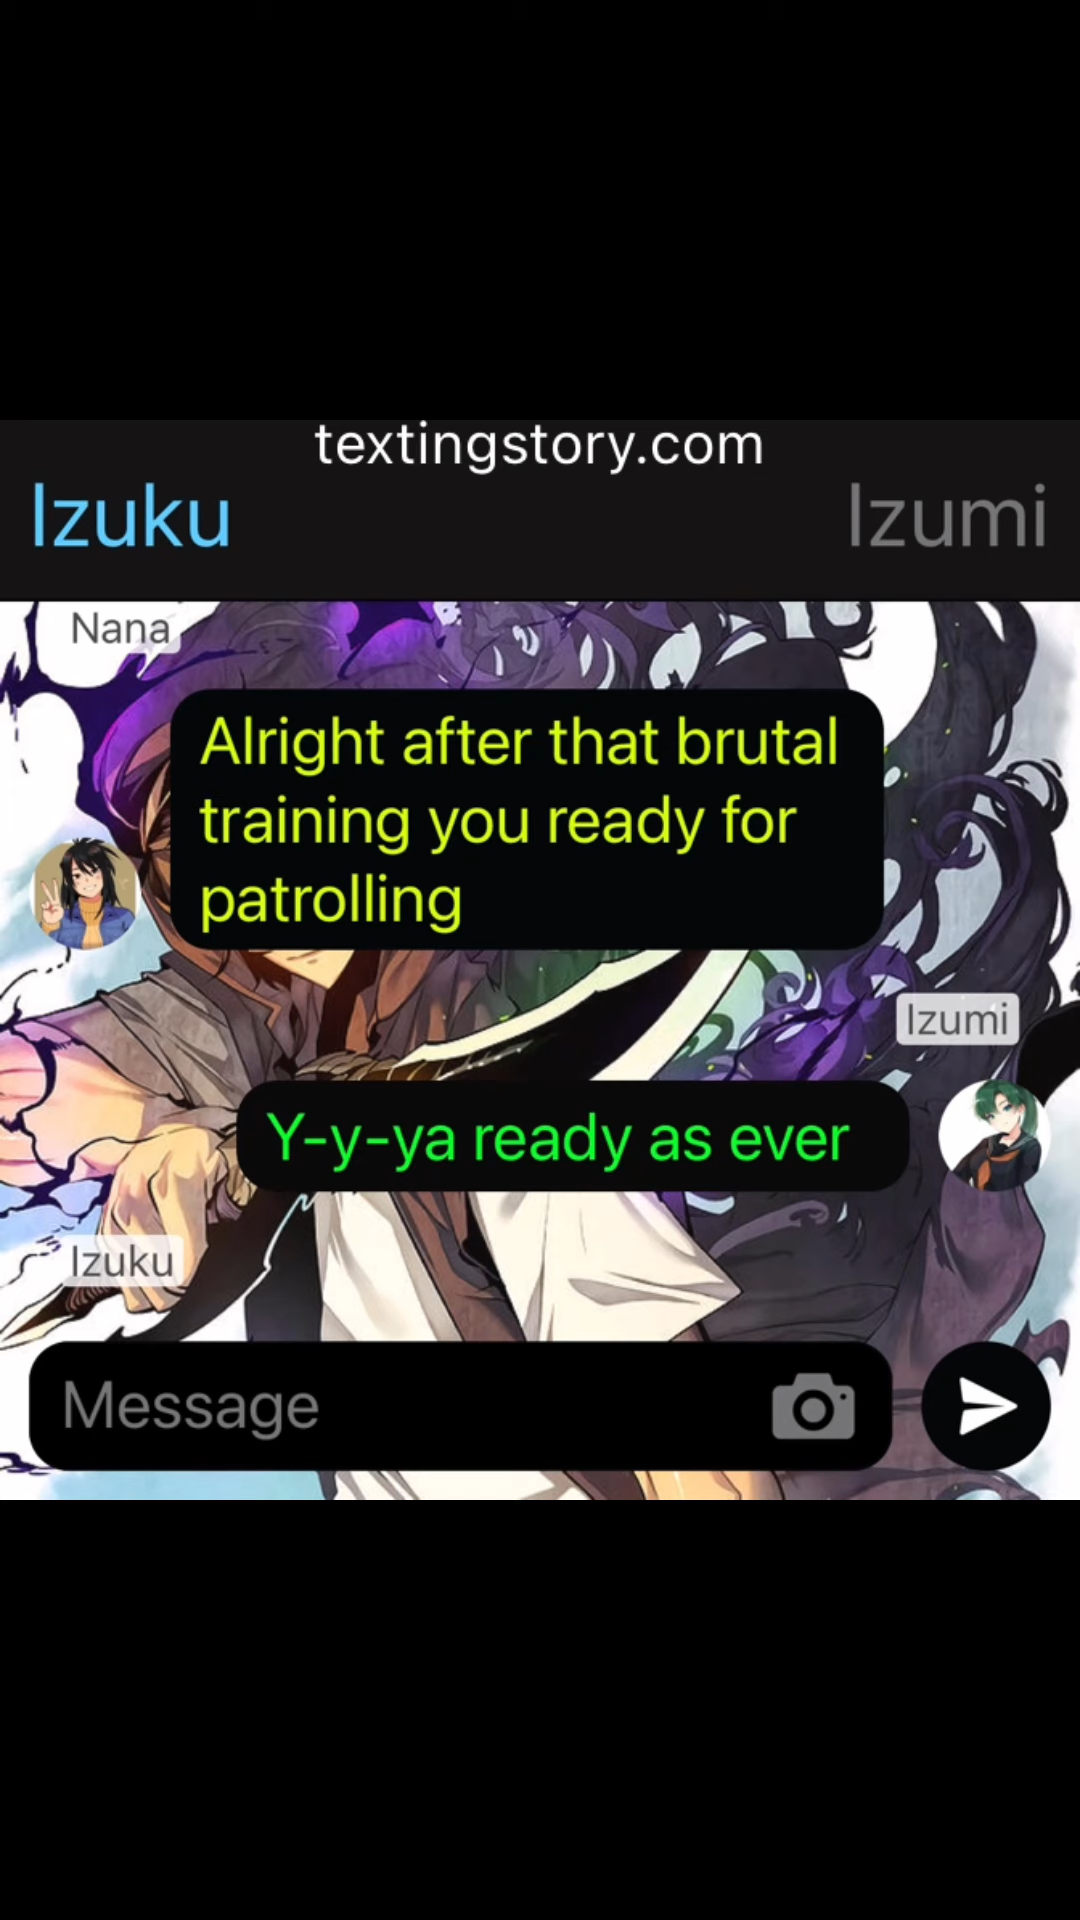 textingstory.com
Izuku
Izumi
Nana
Alright after that brutal
training you ready for
patrolling
Izumi
Y-y-ya ready as ever
Izuku
Message